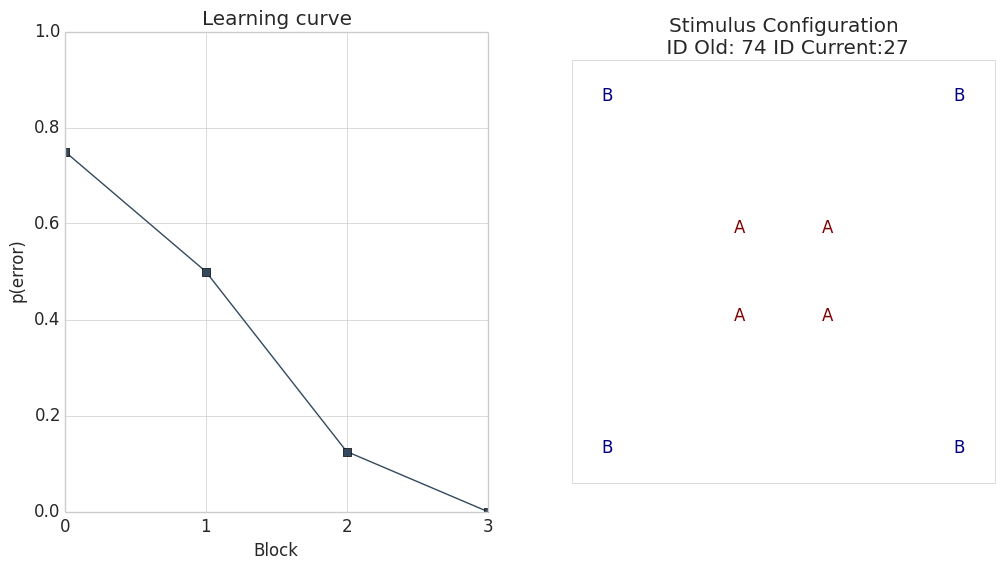 Learning curve
1.0
0.8
0.6
0.4
0.2
0.0
p(error)
0 1 2 3
Block
Stimulus Configuration
ID Old: 74 ID Current:27
B B
A A
A A
B B